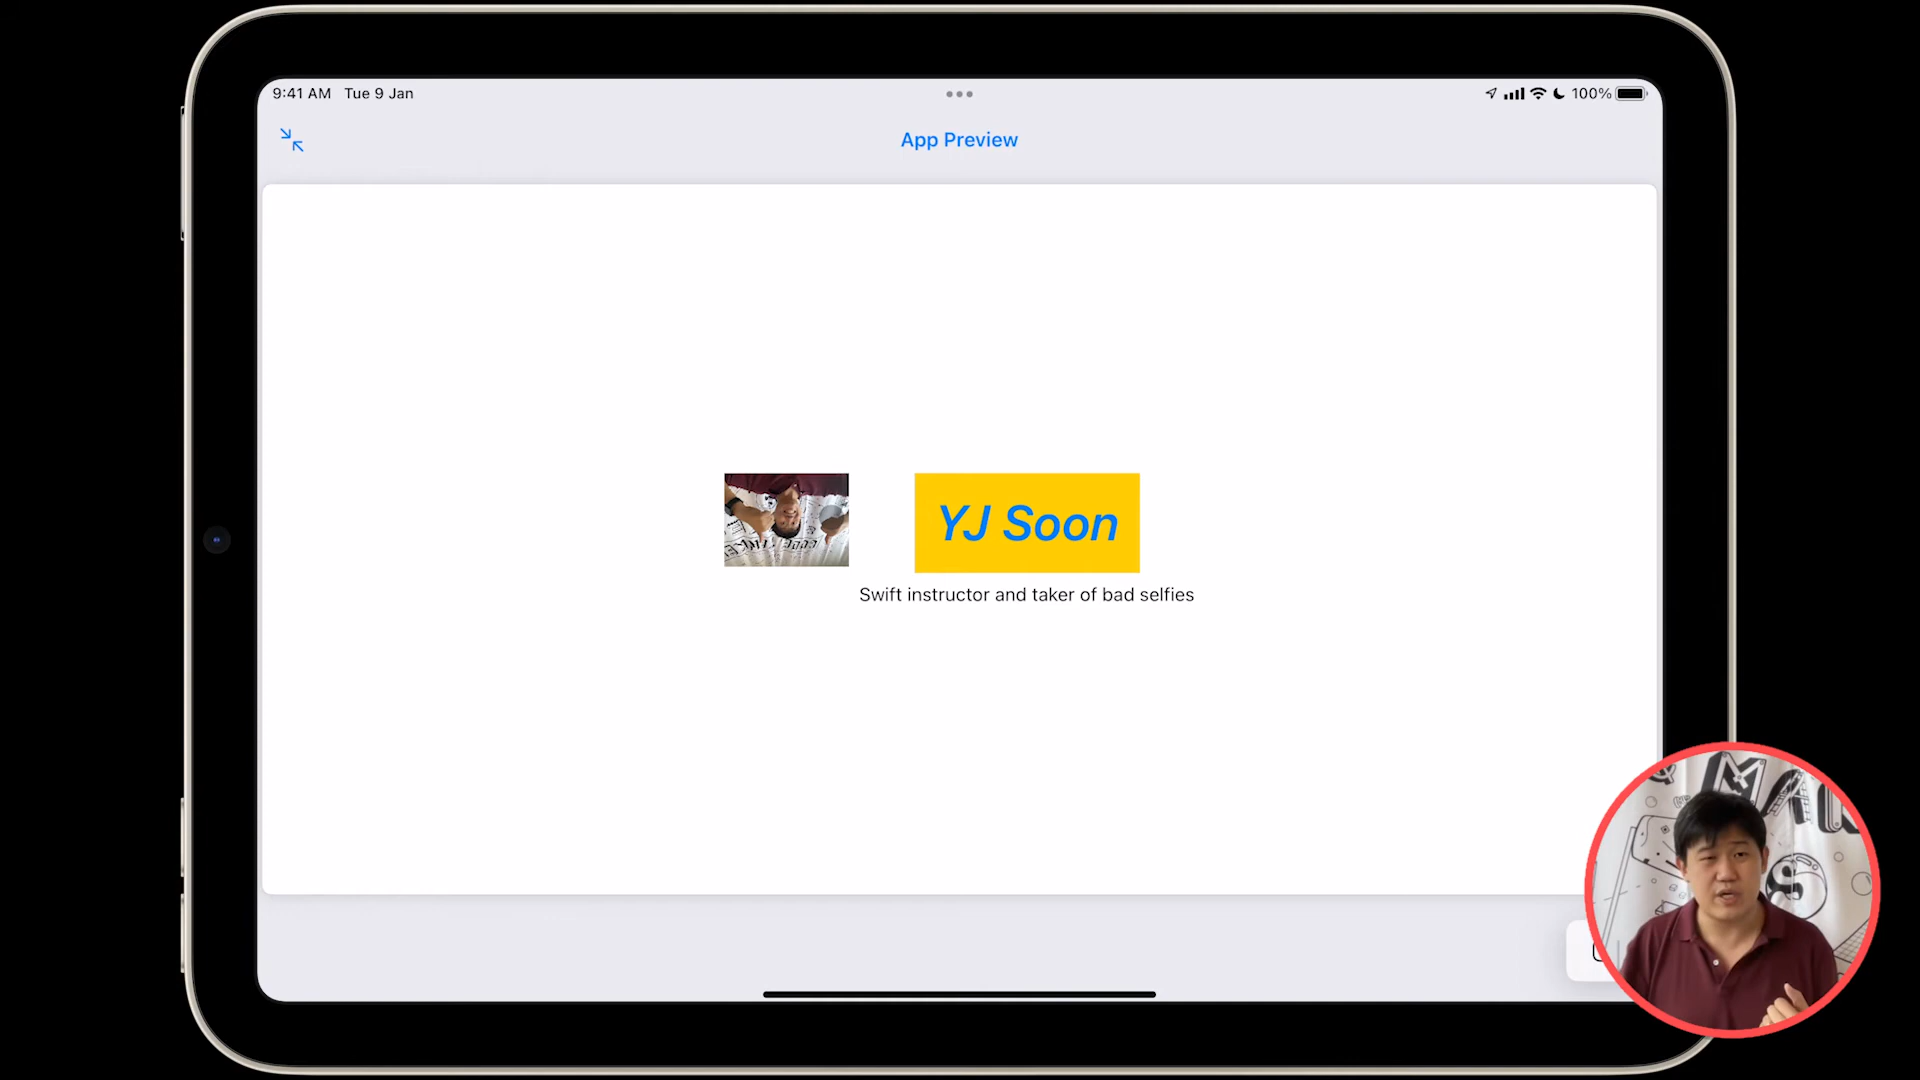 9:41 AM Tue 9 Jan
100%
App Preview
YJ Soon
Swift instructor and taker of bad selfies